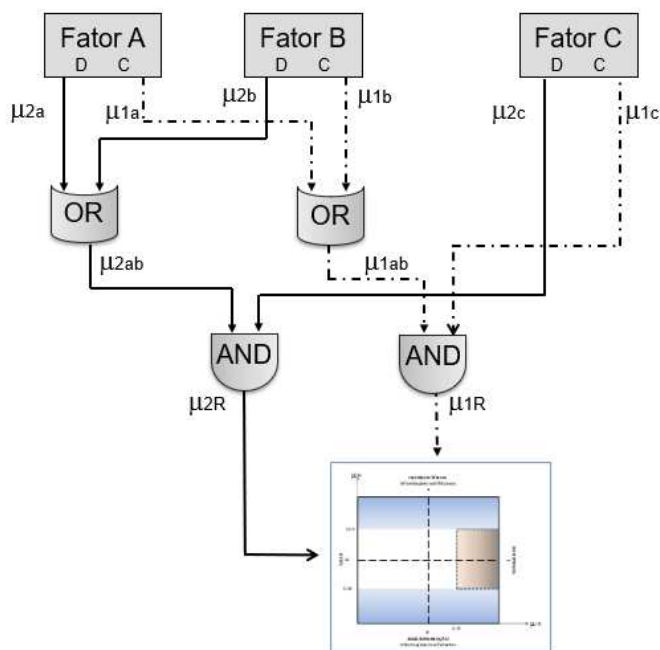 Fator A
D C
Fator B
D C
Fator C
D C
μ2a
μ1a
μ2b
μ1b
μ2c
μ1c
OR
OR
μ2ab
μ1ab
AND
AND
μ2R
μ1R